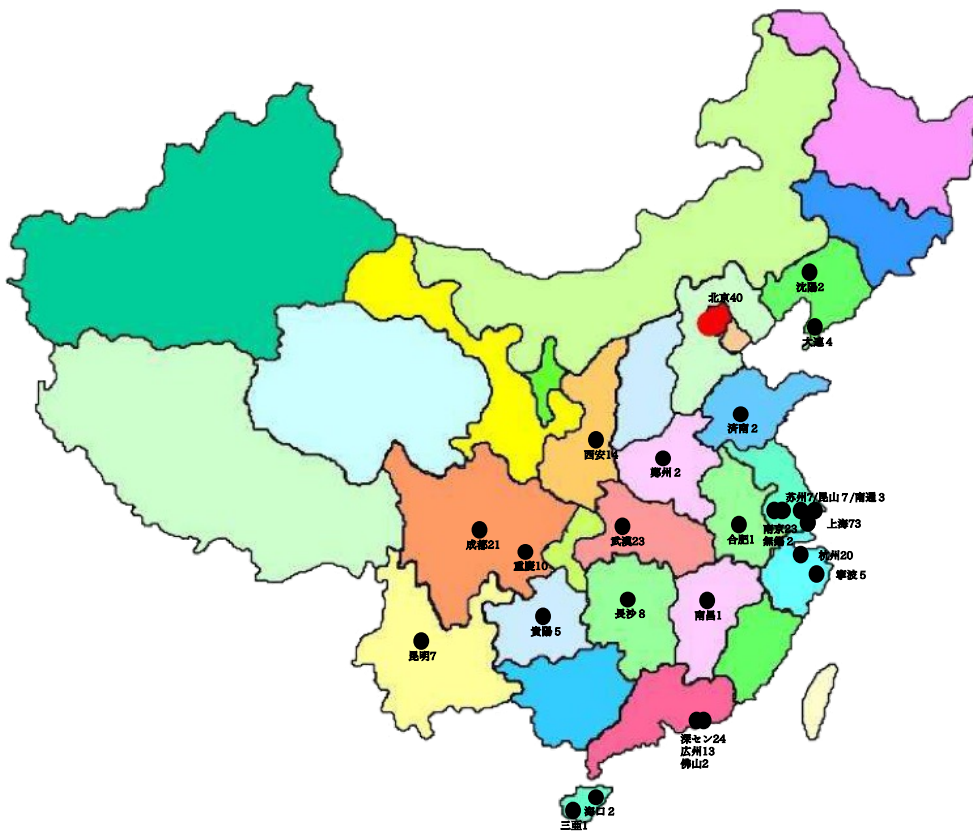 沈陽2
北京40
大連4
済南2
西安14
鄭州2
苏州7/昆山7/南通3
上海73
南京23
無錫2
合肥1
武漢23
成都21
重慶10
杭州20
寧波5
長沙8
南昌1
貴陽5
昆明7
深セン24
広州13
佛山2
海口2
三亜1